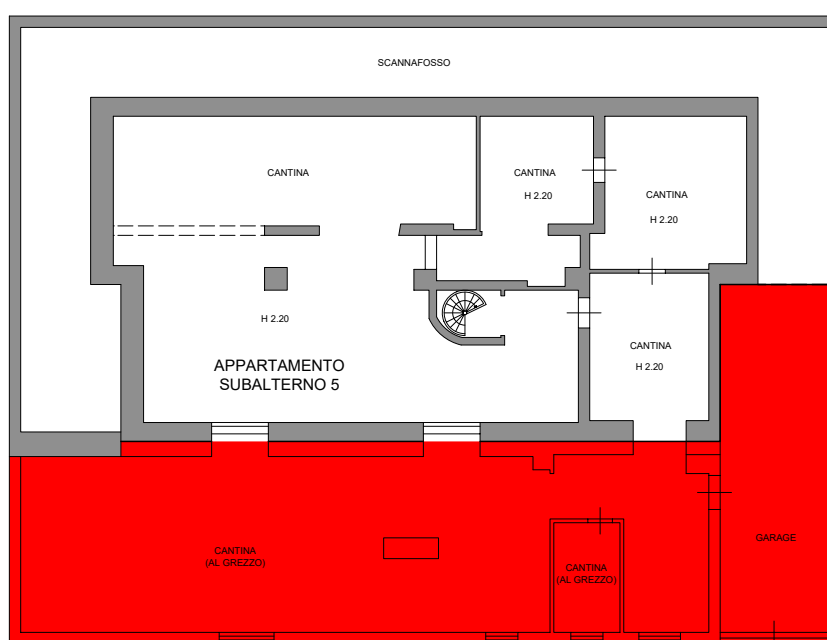 SCANNAFOSSO
CANTINA
CANTINA
H 2.20
CANTINA
H 2.20
H 2.20
CANTINA
H 2.20
APPARTAMENTO
SUBALTERNO 5
CANTINA
(AL GREZZO)
CANTINA
(AL GREZZO)
GARAGE